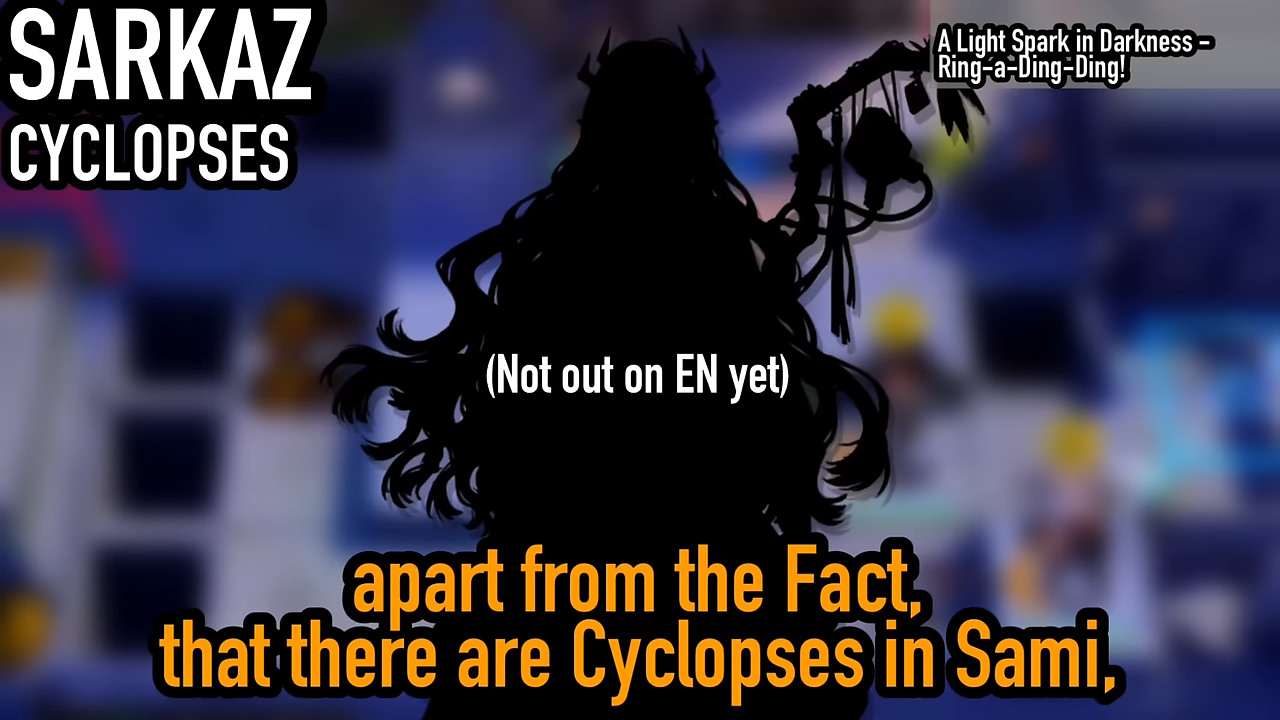 SARKAZ
CYCLOPSES
A Light Spark in Darkness -
Ring-a-Ding-Ding!
(Not out on EN yet)
apart from the Fact,
that there are Cyclopses in Sami,